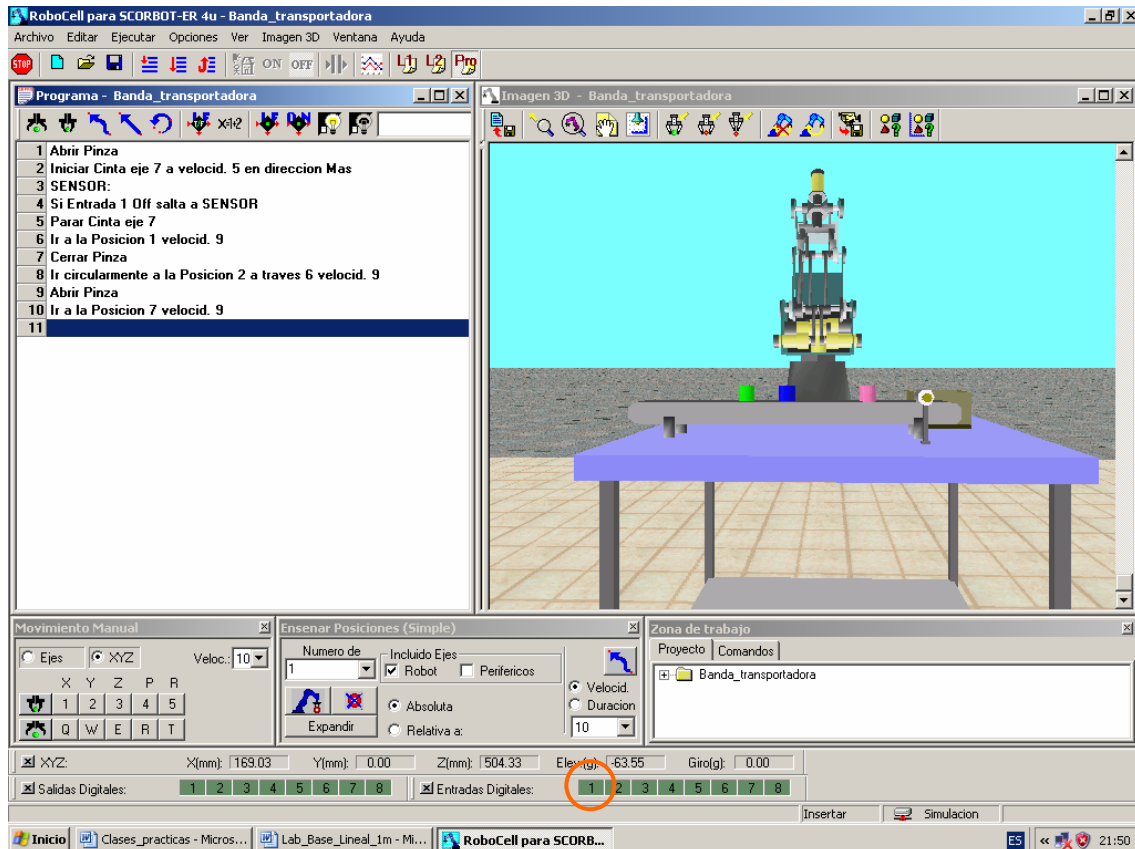 RoboCell para SCORBOT-ER 4u - Banda_transportadora
Archivo Editar Ejecutar Opciones Ver Imagen 3D Ventana Ayuda
STOP ON OFF L1 L2 Prg
Programa - Banda_transportadora
1 Abrir Pinza
2 Iniciar Cinta eje 7 a velocid. 5 en direccion Mas
3 SENSOR:
4 Si Entrada 1 Off salta a SENSOR
5 Parar Cinta eje 7
6 Ir a la Posicion 1 velocid. 9
7 Cerrar Pinza
8 Ir circularmente a la Posicion 2 a traves 6 velocid. 9
9 Abrir Pinza
10 Ir a la Posicion 7 velocid. 9
11
Imagen 3D - Banda_transportadora
Movimiento Manual
Ejes XYZ Veloc.: 10
X Y Z P R
1 2 3 4 5
Q W E R T
Ensenar Posiciones (Simple)
Numero de
1
Incluido Ejes
Robot Perifericos
Expandir
Absoluta
Relativa a:
Velocid.
Duracion
10
Zona de trabajo
Proyecto Comandos
Banda_transportadora
XYZ: X(mm): 169.03 Y(mm): 0.00 Z(mm): 504.33 Elev(g): -63.55 Giro(g): 0.00
Salidas Digitales: 1 2 3 4 5 6 7 8 Entradas Digitales: 1 2 3 4 5 6 7 8
Insertar Simulacion
Inicio Clases_practicas - Micros... Lab_Base_Lineal_1m - Mi... RoboCell para SCORB... ES 21:50